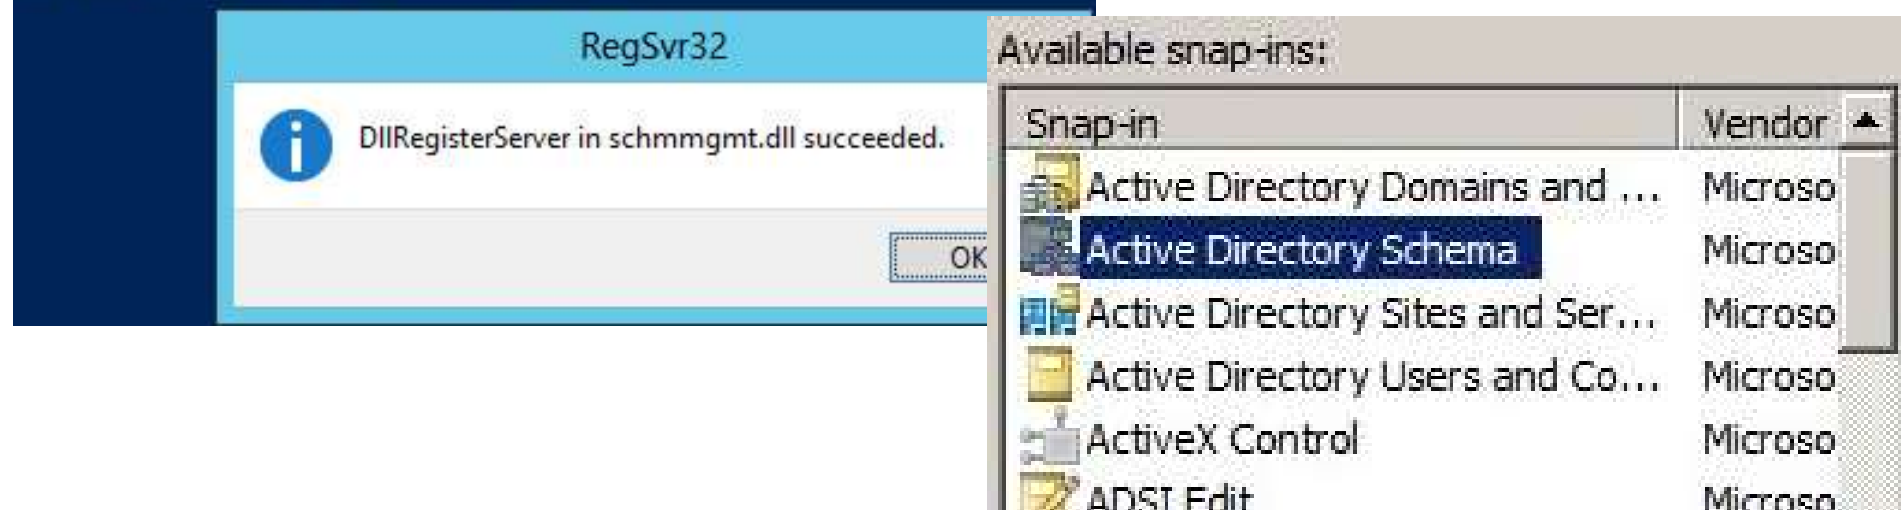 RegSvr32
DllRegisterServer in schmmgmt.dll succeeded.
OK
Available snap-ins:
Snap-in Vendor
Active Directory Domains and ... Microso
Active Directory Schema Microso
Active Directory Sites and Ser... Microso
Active Directory Users and Co... Microso
ActiveX Control Microso
ADSI Edit Microso